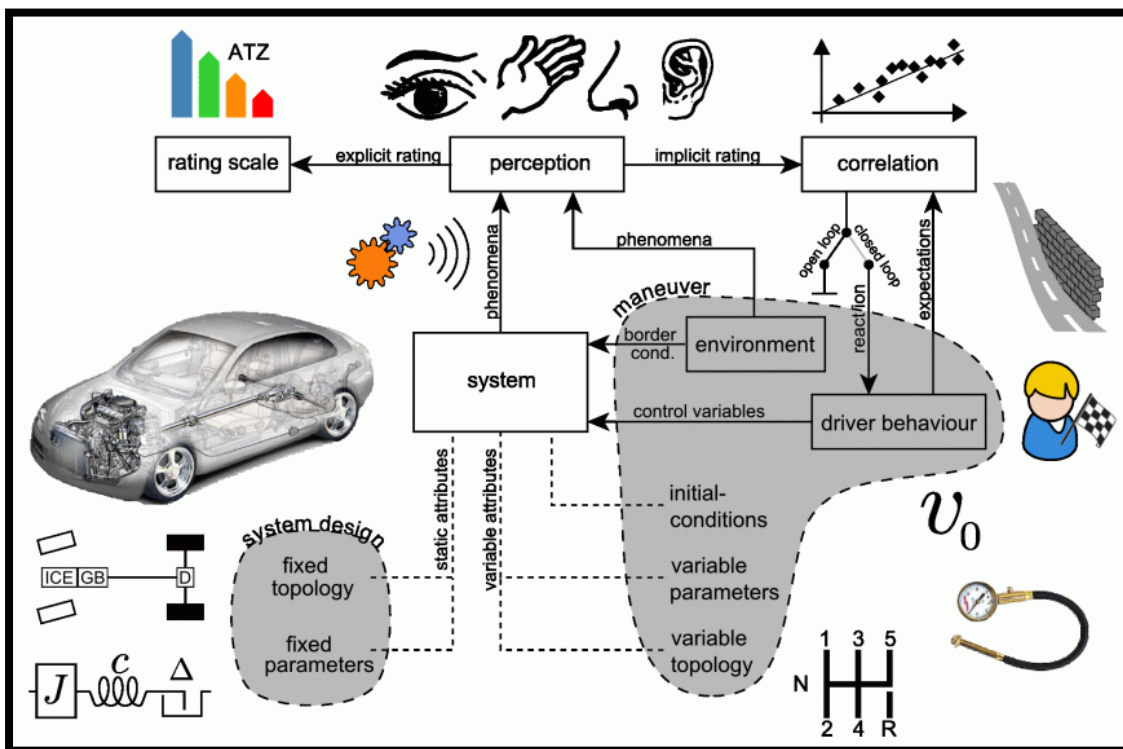 ATZ
rating scale
explicit rating
perception
implicit rating
correlation
phenomena
phenomena
open loop
closed loop
expectations
reaction
maneuver
border
cond.
environment
system
control variables
driver behaviour
static attributes
variable attributes
initial-
conditions
v0
system design
fixed
topology
variable
parameters
ICE GB
D
fixed
parameters
variable
topology
J
c
Δ
1 3 5
N
2 4 R